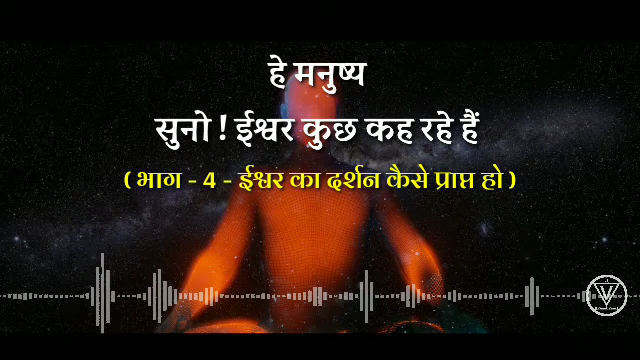 हे मनुष्य
सुनो ! ईश्वर कुछ कह रहे हैं
( भाग - 4 - ईश्वर का दर्शन कैसे प्राप्त हो )